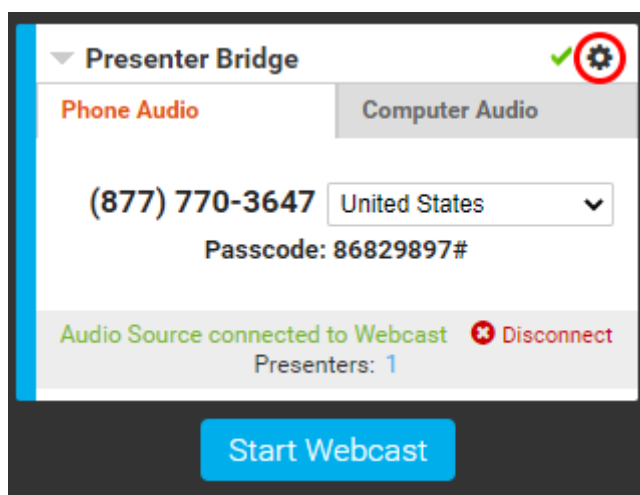 Presenter Bridge
Phone Audio Computer Audio
(877) 770-3647 United States
Passcode: 86829897#
Audio Source connected to Webcast Disconnect
Presenters: 1
Start Webcast